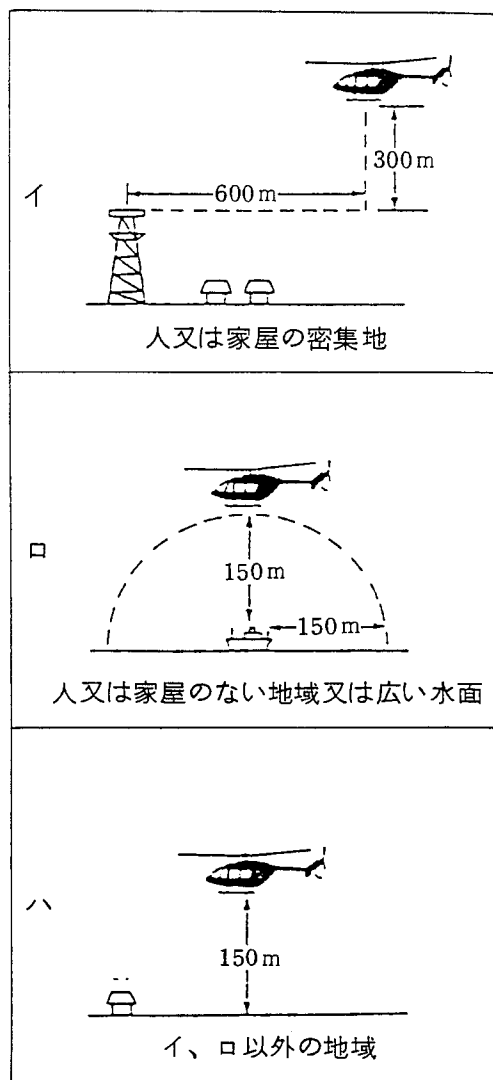 イ
600m
300m
人又は家屋の密集地
ロ
150m
150m
人又は家屋のない地域又は広い水面
ハ
150m
イ、ロ以外の地域